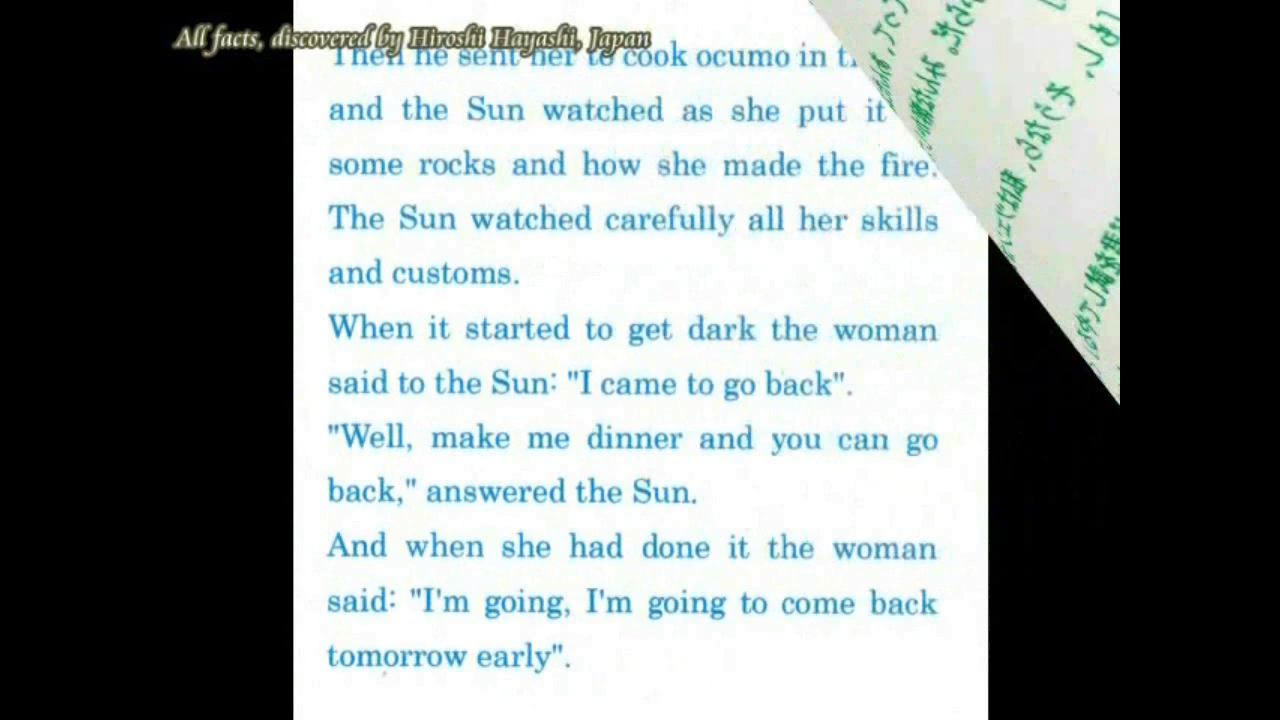 All facts, discovered by Hiroshi Hayashi, Japan
Then he sent her to cook ocumo in
and the Sun watched as she put it
some rocks and how she made the fire.
The Sun watched carefully all her skills
and customs.
When it started to get dark the woman
said to the Sun: "I came to go back".
"Well, make me dinner and you can go
back," answered the Sun.
And when she had done it the woman
said: "I'm going, I'm going to come back
tomorrow early".